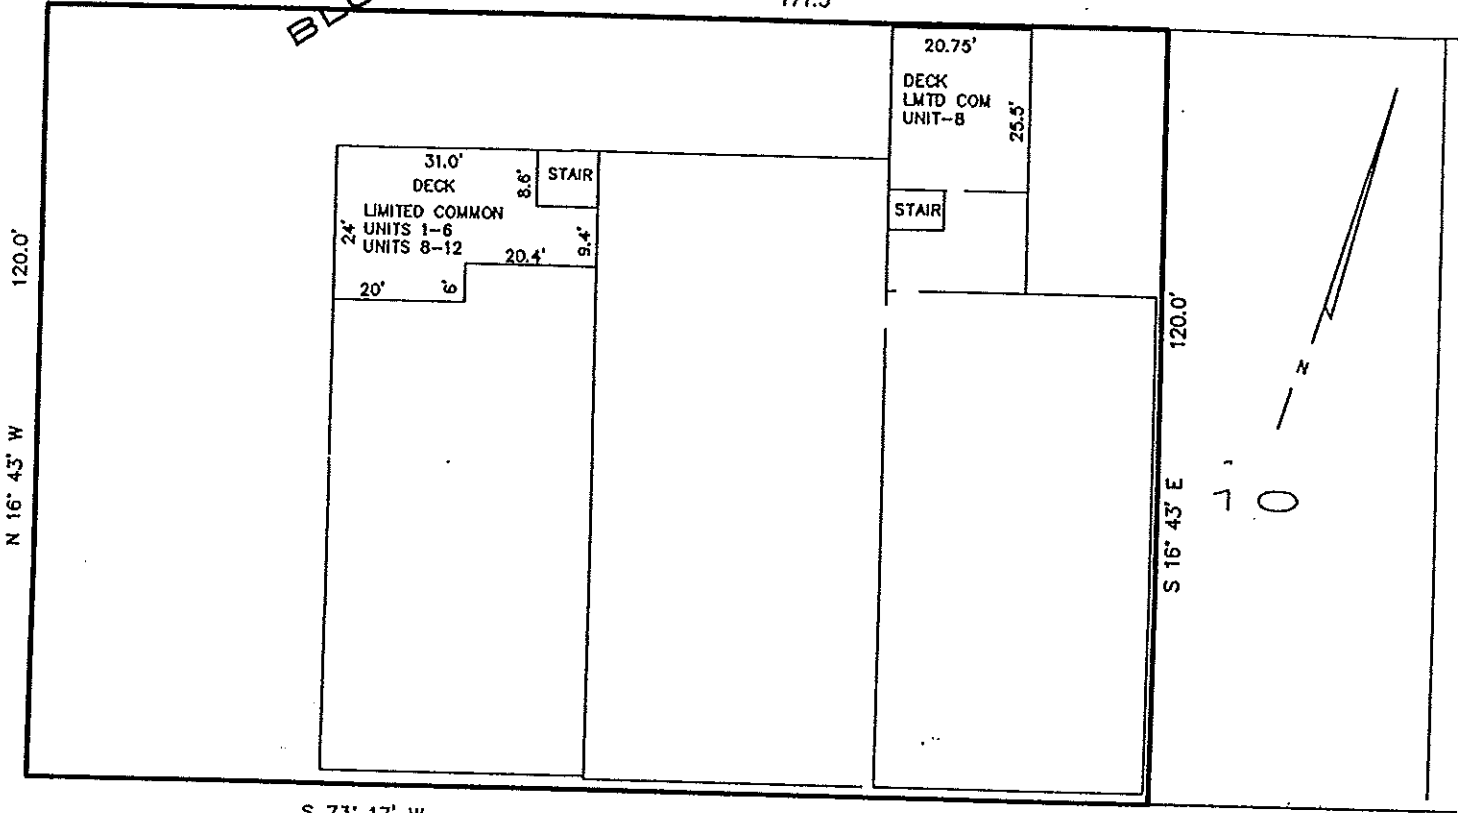 20.75'
DECK
LMTD COM
UNIT-8
25.5'
31.0'
DECK
8.6'
STAIR
LIMITED COMMON
UNITS 1-6
UNITS 8-12
24'
20.4'
9.4'
20'
6'
STAIR
120.0'
N 16° 43' W
120.0'
S 16° 43' E
N
10